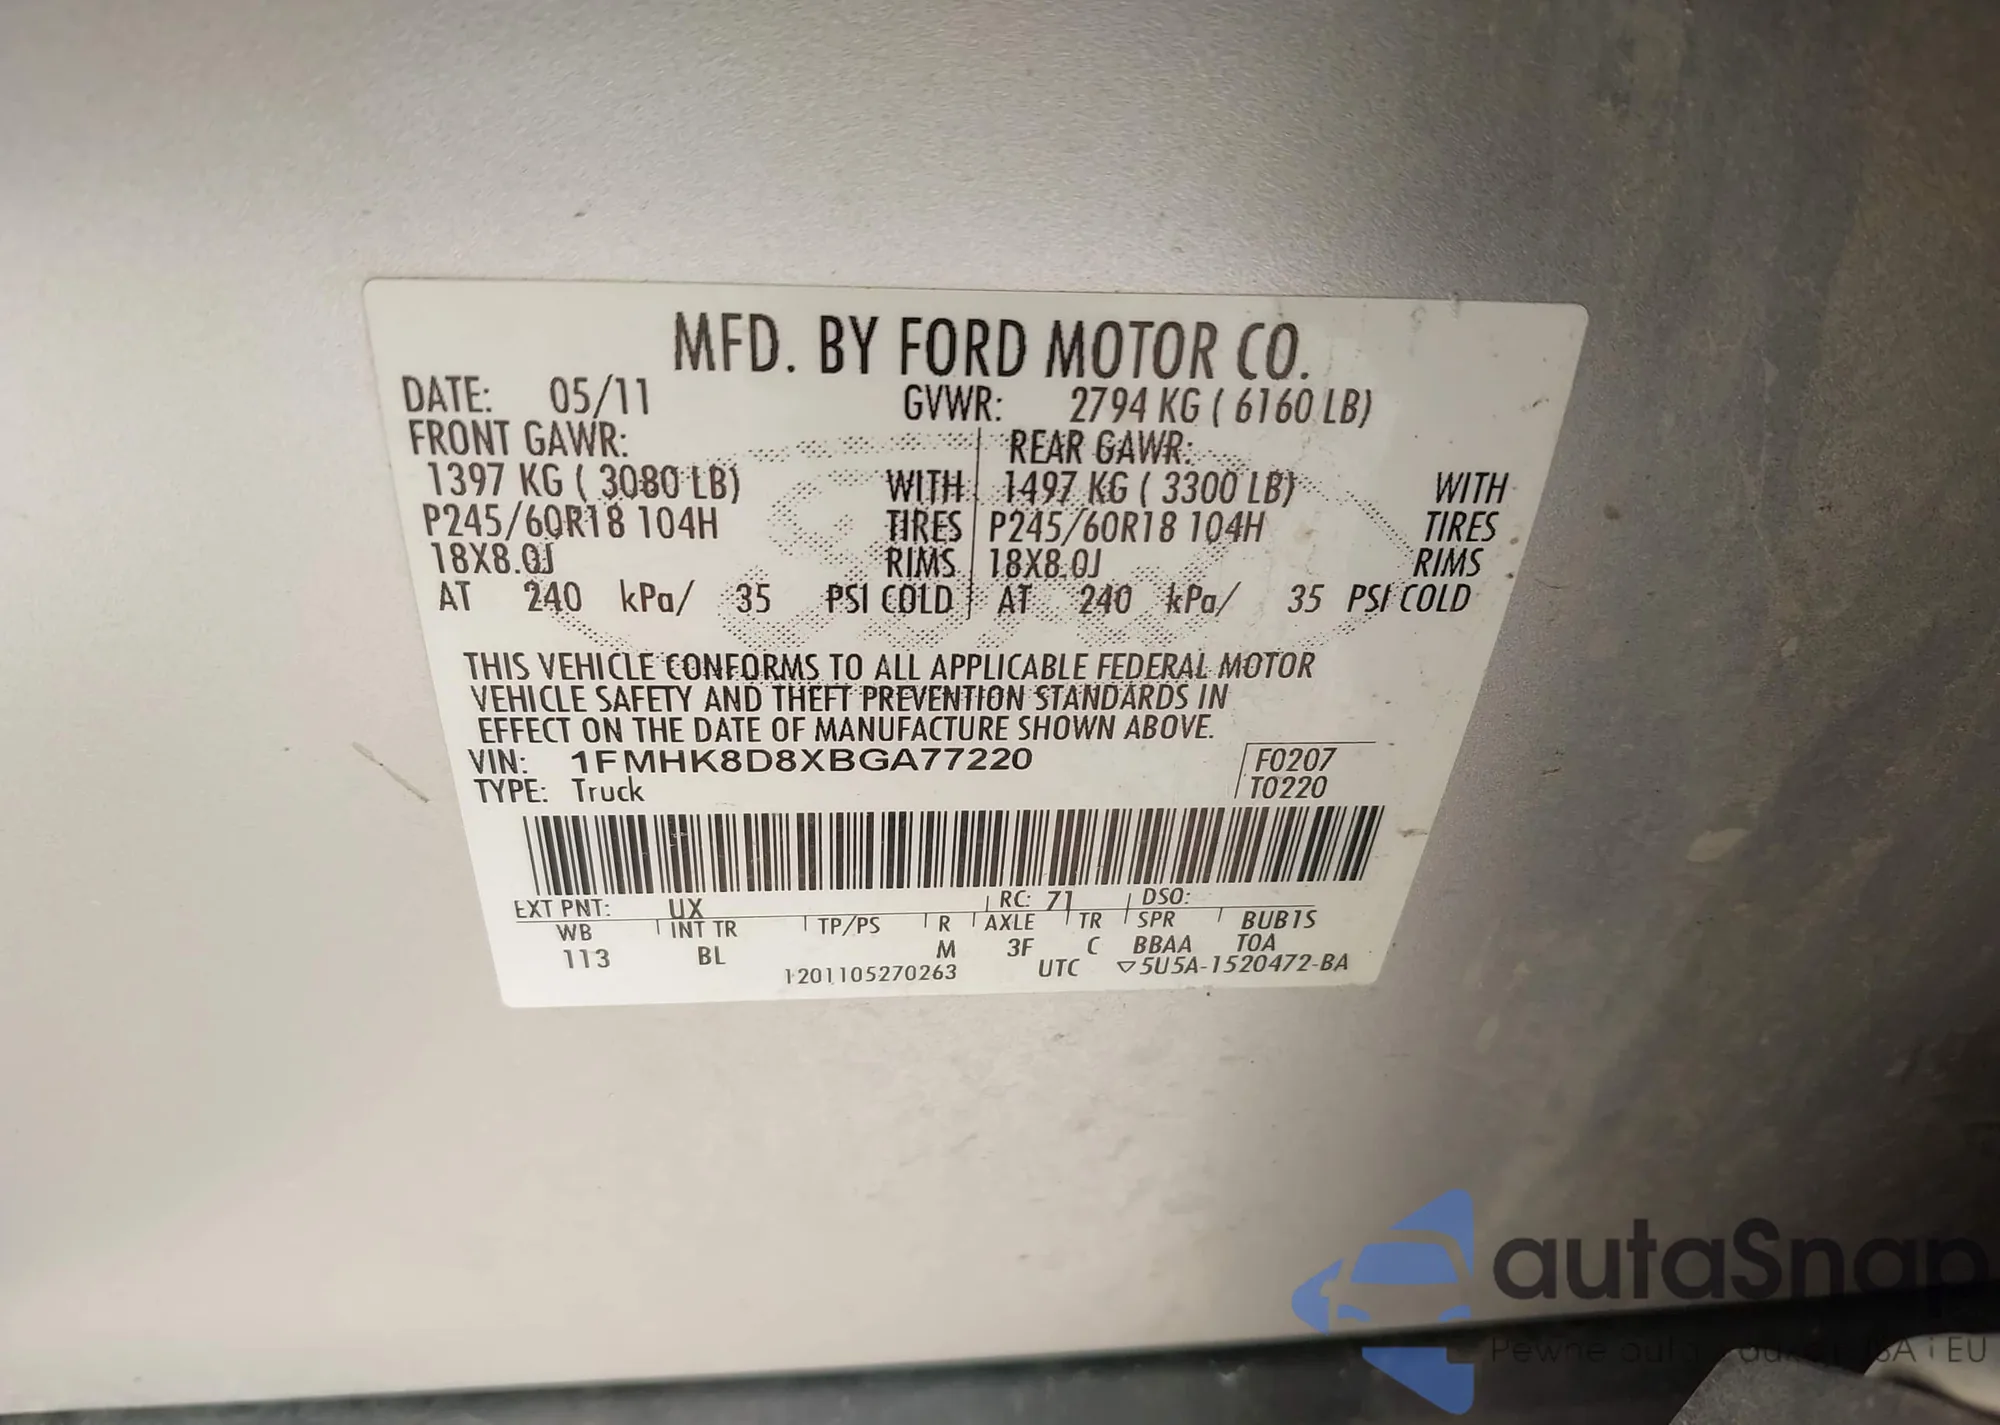 MFD. BY FORD MOTOR CO.
DATE: 05/11 GVWR: 2794 KG ( 6160 LB)
FRONT GAWR: REAR GAWR:
1397 KG ( 3080 LB) WITH 1497 KG ( 3300 LB) WITH
P245/60R18 104H TIRES P245/60R18 104H TIRES
18X8.0J RIMS 18X8.0J RIMS
AT 240 kPa/ 35 PSI COLD AT 240 kPa/ 35 PSI COLD
THIS VEHICLE CONFORMS TO ALL APPLICABLE FEDERAL MOTOR
VEHICLE SAFETY AND THEFT PREVENTION STANDARDS IN
EFFECT ON THE DATE OF MANUFACTURE SHOWN ABOVE.
VIN: 1FMHK8D8XBGA77220 F0207
TYPE: Truck T0220
EXT PNT: UX RC: 71 DSO:
WB INT TR TP/PS R AXLE TR SPR BUB1S
113 BL M 3F C BBAA TOA
1201105270263 UTC ▽5U5A-1520472-BA
autaSnap
Pewne auta USA i EU